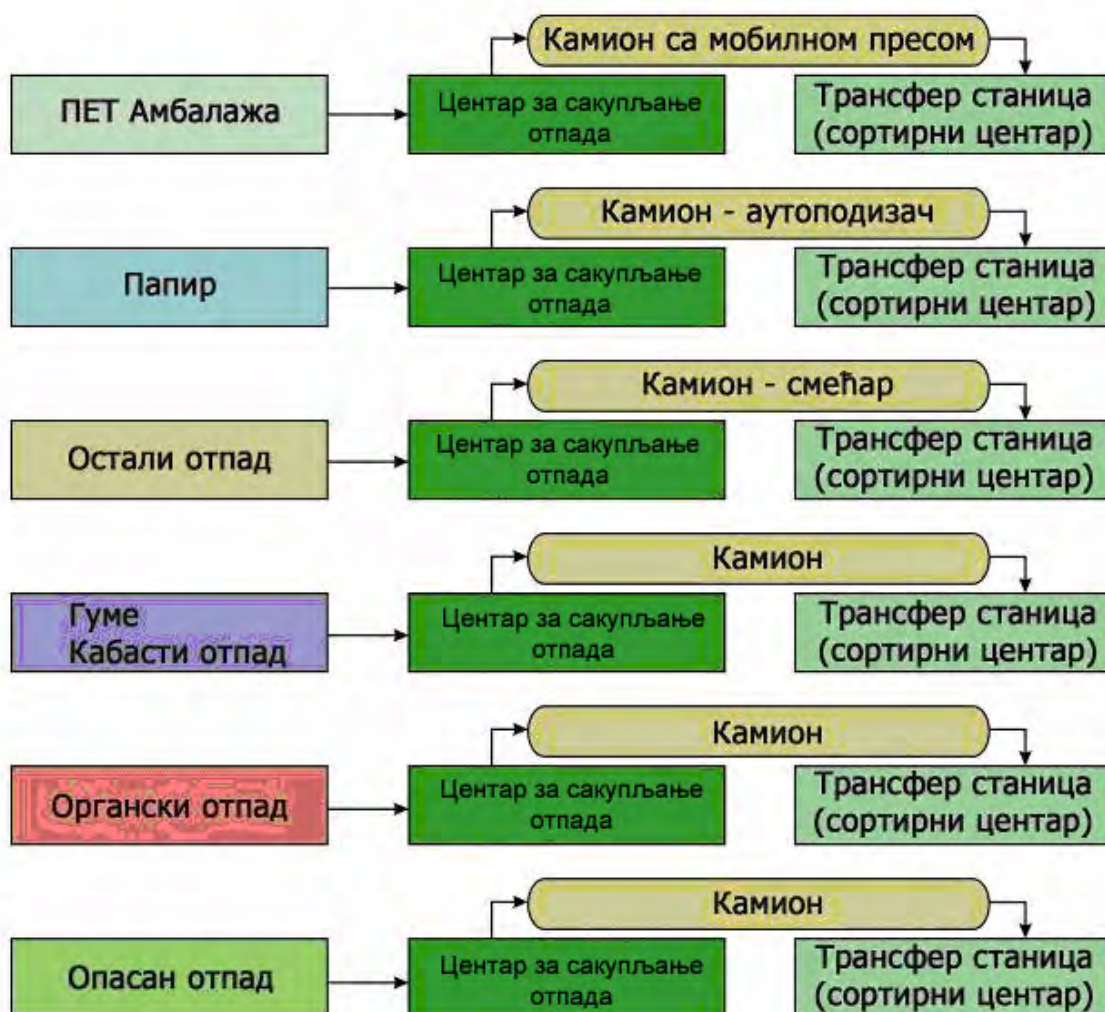 Камион са мобилном пресом
ПЕТ Амбалажа
Центар за сакупљање
отпада
Трансфер станица
(сортирни центар)
Камион - аутоподизач
Папир
Центар за сакупљање
отпада
Трансфер станица
(сортирни центар)
Камион - смећар
Остали отпад
Центар за сакупљање
отпада
Трансфер станица
(сортирни центар)
Камион
Гуме
Кабасти отпад
Центар за сакупљање
отпада
Трансфер станица
(сортирни центар)
Камион
Органски отпад
Центар за сакупљање
отпада
Трансфер станица
(сортирни центар)
Камион
Опасан отпад
Центар за сакупљање
отпада
Трансфер станица
(сортирни центар)